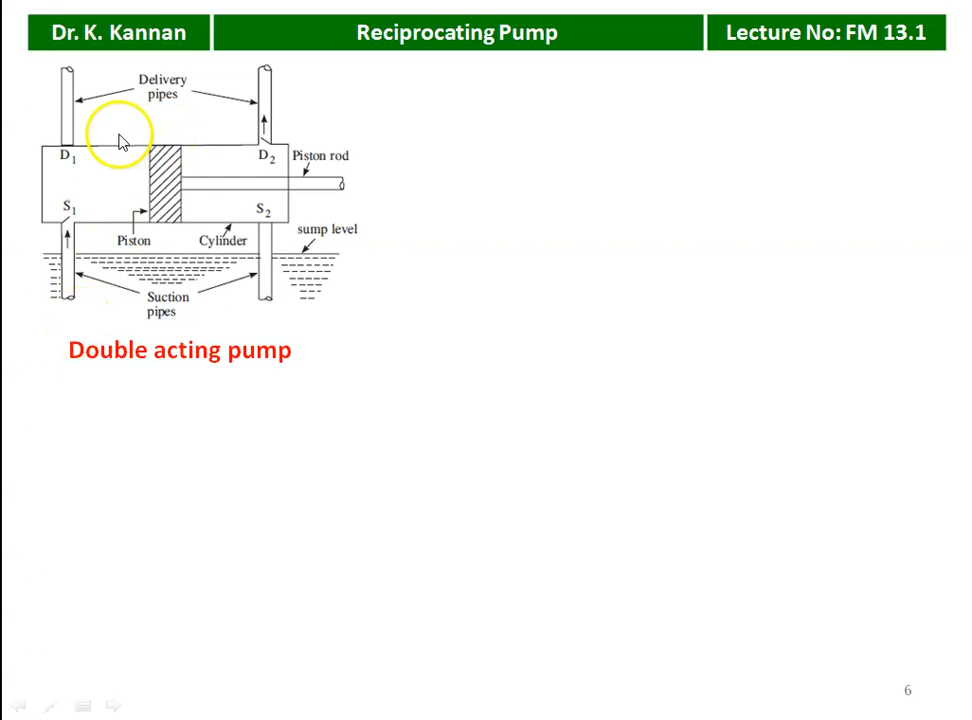 Dr. K. Kannan
Reciprocating Pump
Lecture No: FM 13.1
Delivery
pipes
D1
D2
Piston rod
S1
S2
sump level
Piston
Cylinder
Suction
pipes
Double acting pump
6